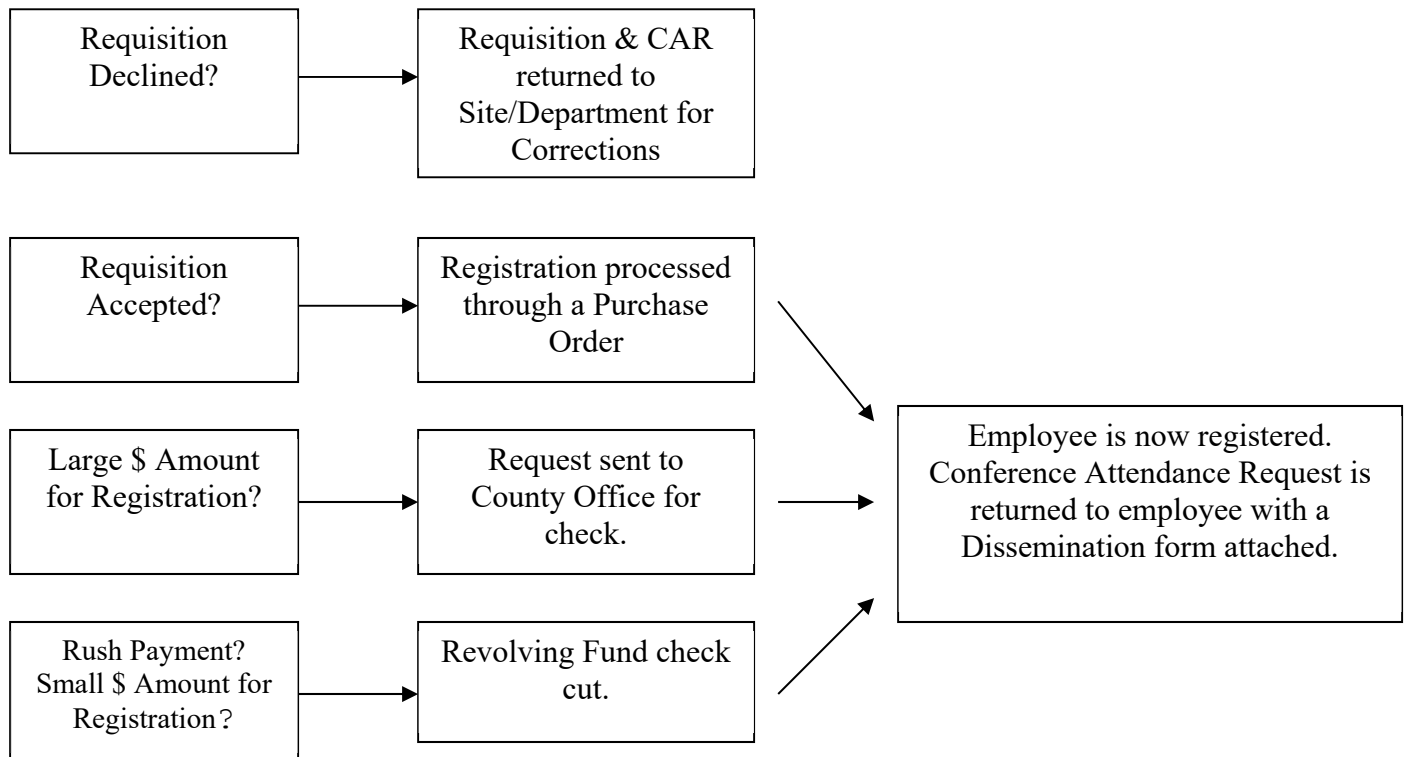 Requisition
Declined?
Requisition & CAR
returned to
Site/Department for
Corrections
Requisition
Accepted?
Registration processed
through a Purchase
Order
Large $ Amount
for Registration?
Request sent to
County Office for
check.
Employee is now registered.
Conference Attendance Request is
returned to employee with a
Dissemination form attached.
Rush Payment?
Small $ Amount for
Registration?
Revolving Fund check
cut.